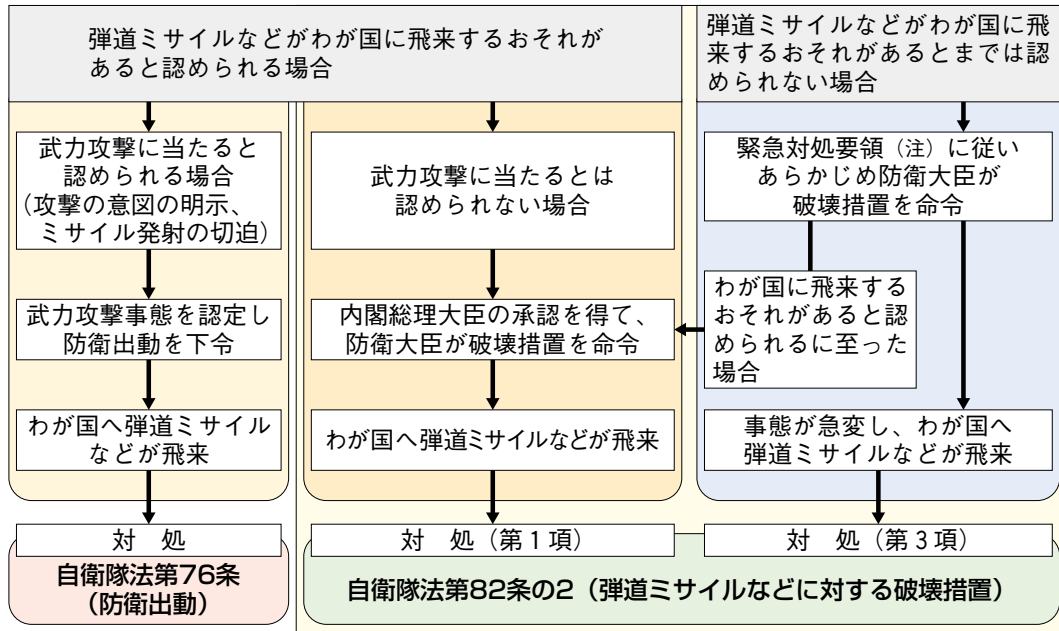 弾道ミサイルなどがわが国に飛来するおそれが
あると認められる場合
弾道ミサイルなどがわが国に飛
来するおそれがあるとまでは認
められない場合
武力攻撃に当たると
認められる場合
(攻撃の意図の明示、
ミサイル発射の切迫)
武力攻撃事態を認定し
防衛出動を下令
わが国へ弾道ミサイル
などが飛来
対 処
自衛隊法第76条
(防衛出動)
武力攻撃に当たるとは
認められない場合
内閣総理大臣の承認を得て、
防衛大臣が破壊措置を命令
わが国へ弾道ミサイルなどが飛来
対 処(第1項)
緊急対処要領(注)に従い
あらかじめ防衛大臣が
破壊措置を命令
わが国に飛来する
おそれがあると認
められるに至った
場合
事態が急変し、わが国へ
弾道ミサイルなどが飛来
対 処(第3項)
自衛隊法第82条の2(弾道ミサイルなどに対する破壊措置)